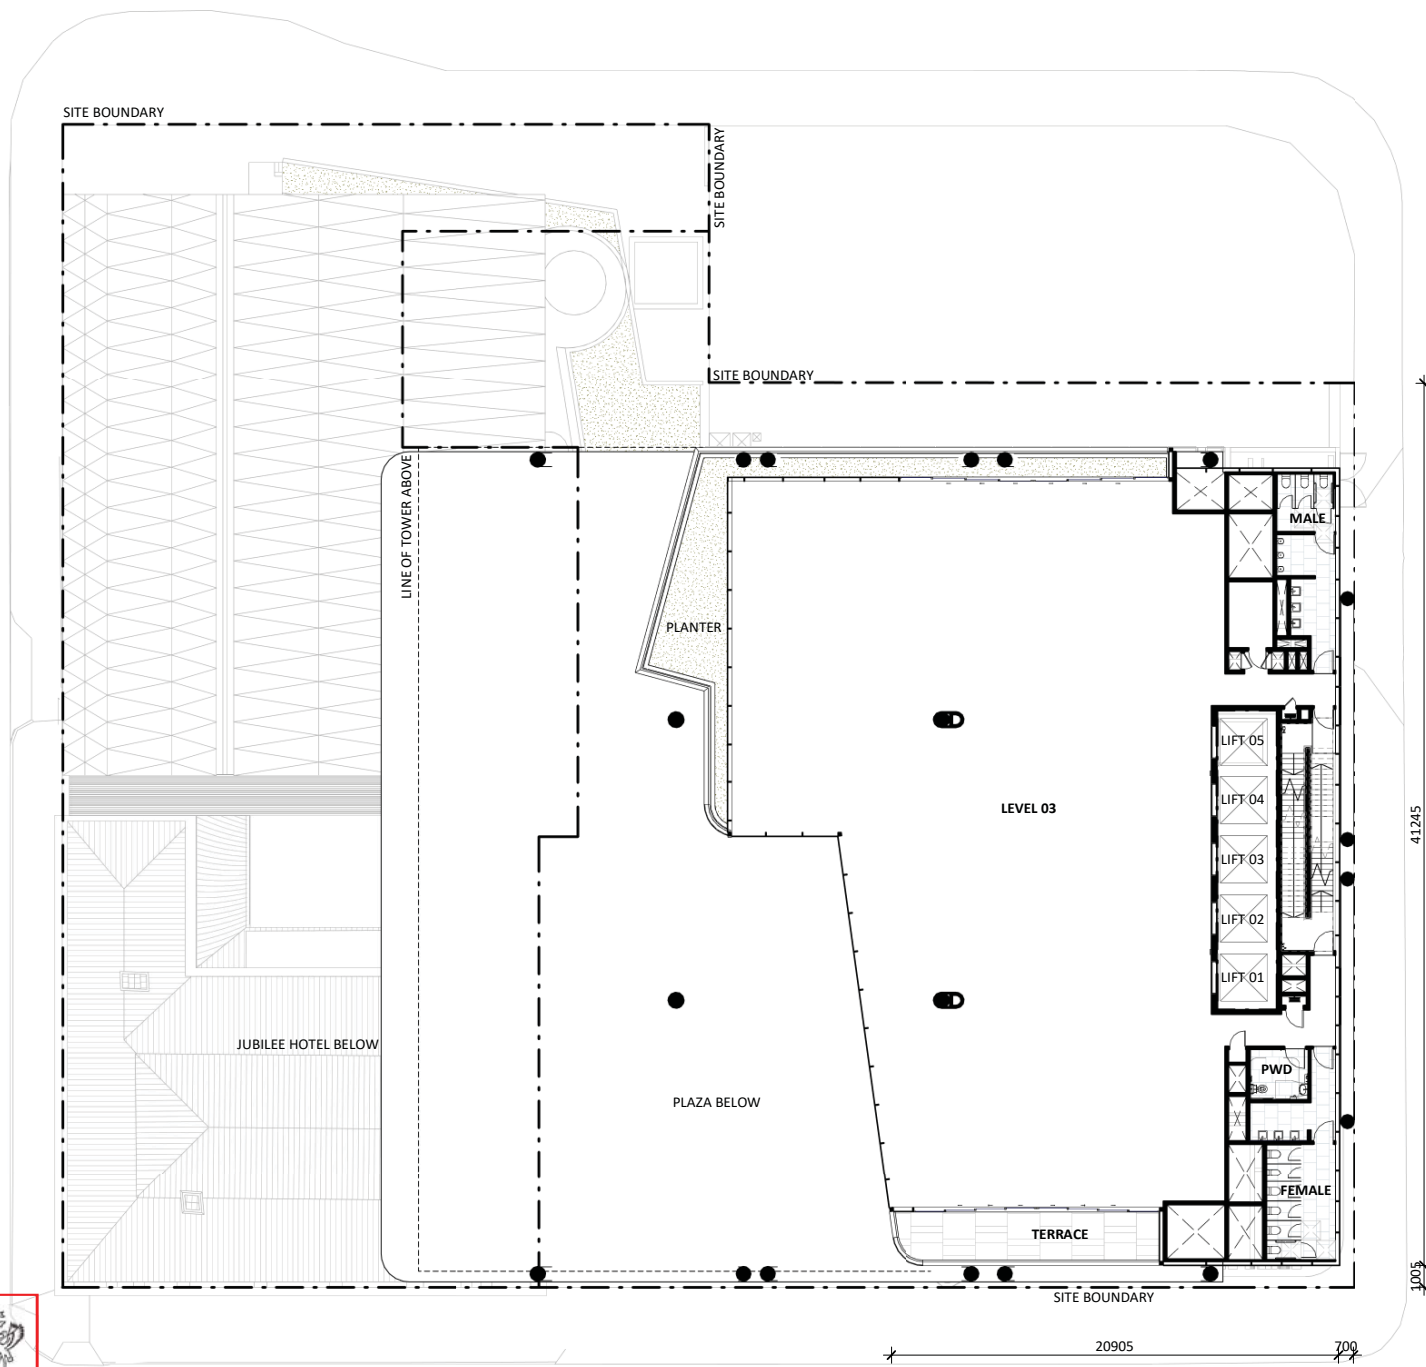 SITE BOUNDARY
SITE BOUNDARY
SITE BOUNDARY
LINE OF TOWER ABOVE
MALE
PLANTER
LIFT 05
LIFT 04
LEVEL 03
41245
LIFT 03
LIFT 02
LIFT 01
JUBILEE HOTEL BELOW
PWD
PLAZA BELOW
FEMALE
TERRACE
1005
SITE BOUNDARY
20905
700